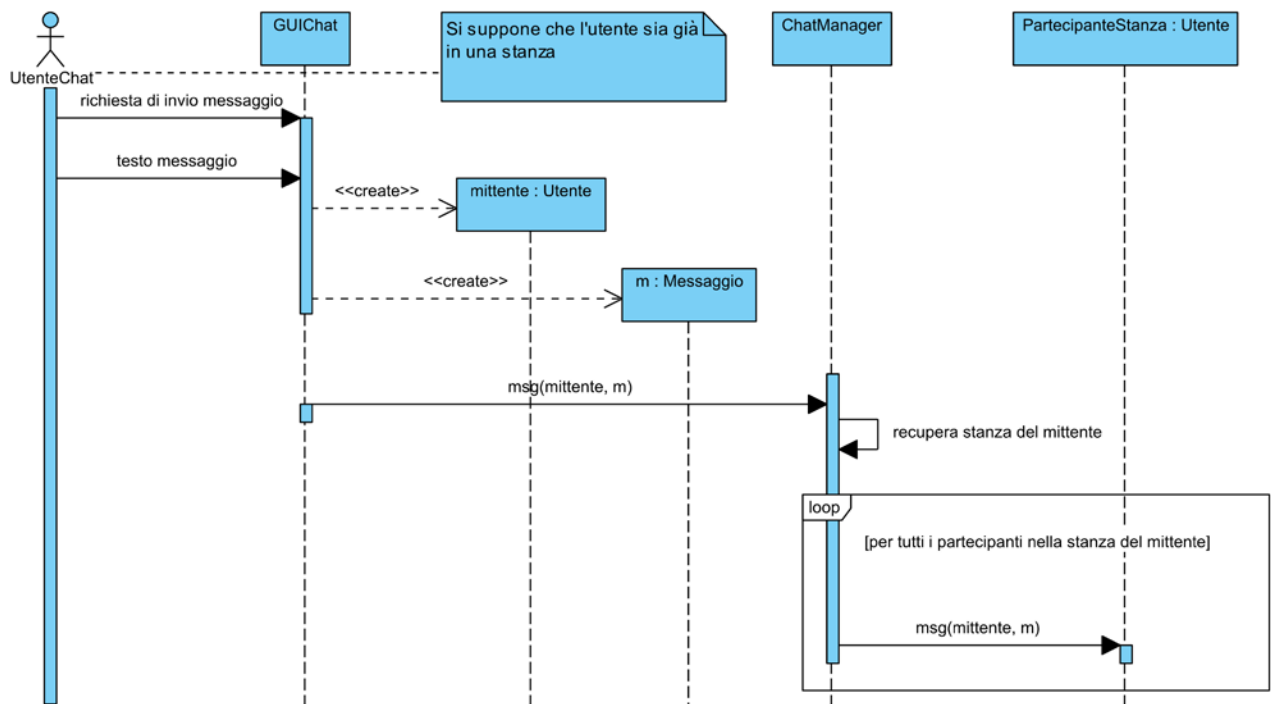 GUIChat
Si suppone che l'utente sia già
in una stanza
ChatManager
PartecipanteStanza : Utente
UtenteChat
richiesta di invio messaggio
testo messaggio
<<create>>
mittente : Utente
<<create>>
m : Messaggio
msg(mittente, m)
recupera stanza del mittente
loop
[per tutti i partecipanti nella stanza del mittente]
msg(mittente, m)